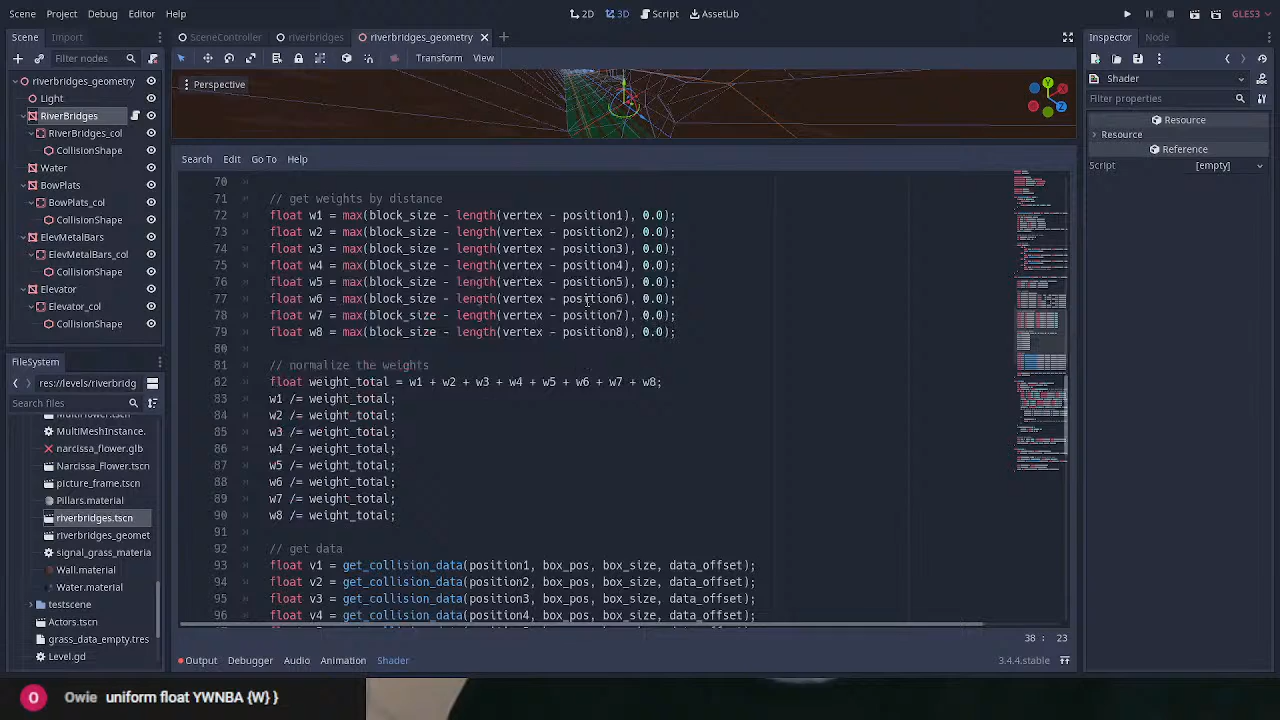 Scene Project Debug Editor Help
2D 3D Script AssetLib
GLES3
Scene Import
SceneController riverbridges riverbridges_geometry
Inspector Node
Filter nodes
Transform View
riverbridges_geometry
Light
RiverBridges
RiverBridges_col
CollisionShape
Water
BowPlats
BowPlats_col
CollisionShape
ElevMetalBars
ElevMetalBars_col
CollisionShape
Elevator
Elevator_col
CollisionShape
Perspective
Y X Z
Search Edit Go To Help
70
71 // get weights by distance
72 float w1 = max(block_size - length(vertex - position1), 0.0);
73 float w2 = max(block_size - length(vertex - position2), 0.0);
74 float w3 = max(block_size - length(vertex - position3), 0.0);
75 float w4 = max(block_size - length(vertex - position4), 0.0);
76 float w5 = max(block_size - length(vertex - position5), 0.0);
77 float w6 = max(block_size - length(vertex - position6), 0.0);
78 float w7 = max(block_size - length(vertex - position7), 0.0);
79 float w8 = max(block_size - length(vertex - position8), 0.0);
80
81 // normalize the weights
82 float weight_total = w1 + w2 + w3 + w4 + w5 + w6 + w7 + w8;
83 w1 /= weight_total;
84 w2 /= weight_total;
85 w3 /= weight_total;
86 w4 /= weight_total;
87 w5 /= weight_total;
88 w6 /= weight_total;
89 w7 /= weight_total;
90 w8 /= weight_total;
91
92 // get data
93 float v1 = get_collision_data(position1, box_pos, box_size, data_offset);
94 float v2 = get_collision_data(position2, box_pos, box_size, data_offset);
95 float v3 = get_collision_data(position3, box_pos, box_size, data_offset);
96 float v4 = get_collision_data(position4, box_pos, box_size, data_offset);
38 : 23
Output Debugger Audio Animation Shader
3.4.4.stable
FileSystem
res://levels/riverbridg
Search files
MultiMeshInstance.
narcissa_flower.glb
Narcissa_Flower.tscn
picture_frame.tscn
Pillars.material
riverbridges.tscn
riverbridges_geomet
signal_grass_materia
Wall.material
Water.material
testscene
Actors.tscn
grass_data_empty.tres
Level.gd
Shader
Filter properties
Resource
Resource
Reference
Script [empty]
O Owie uniform float YWNBA {W} }